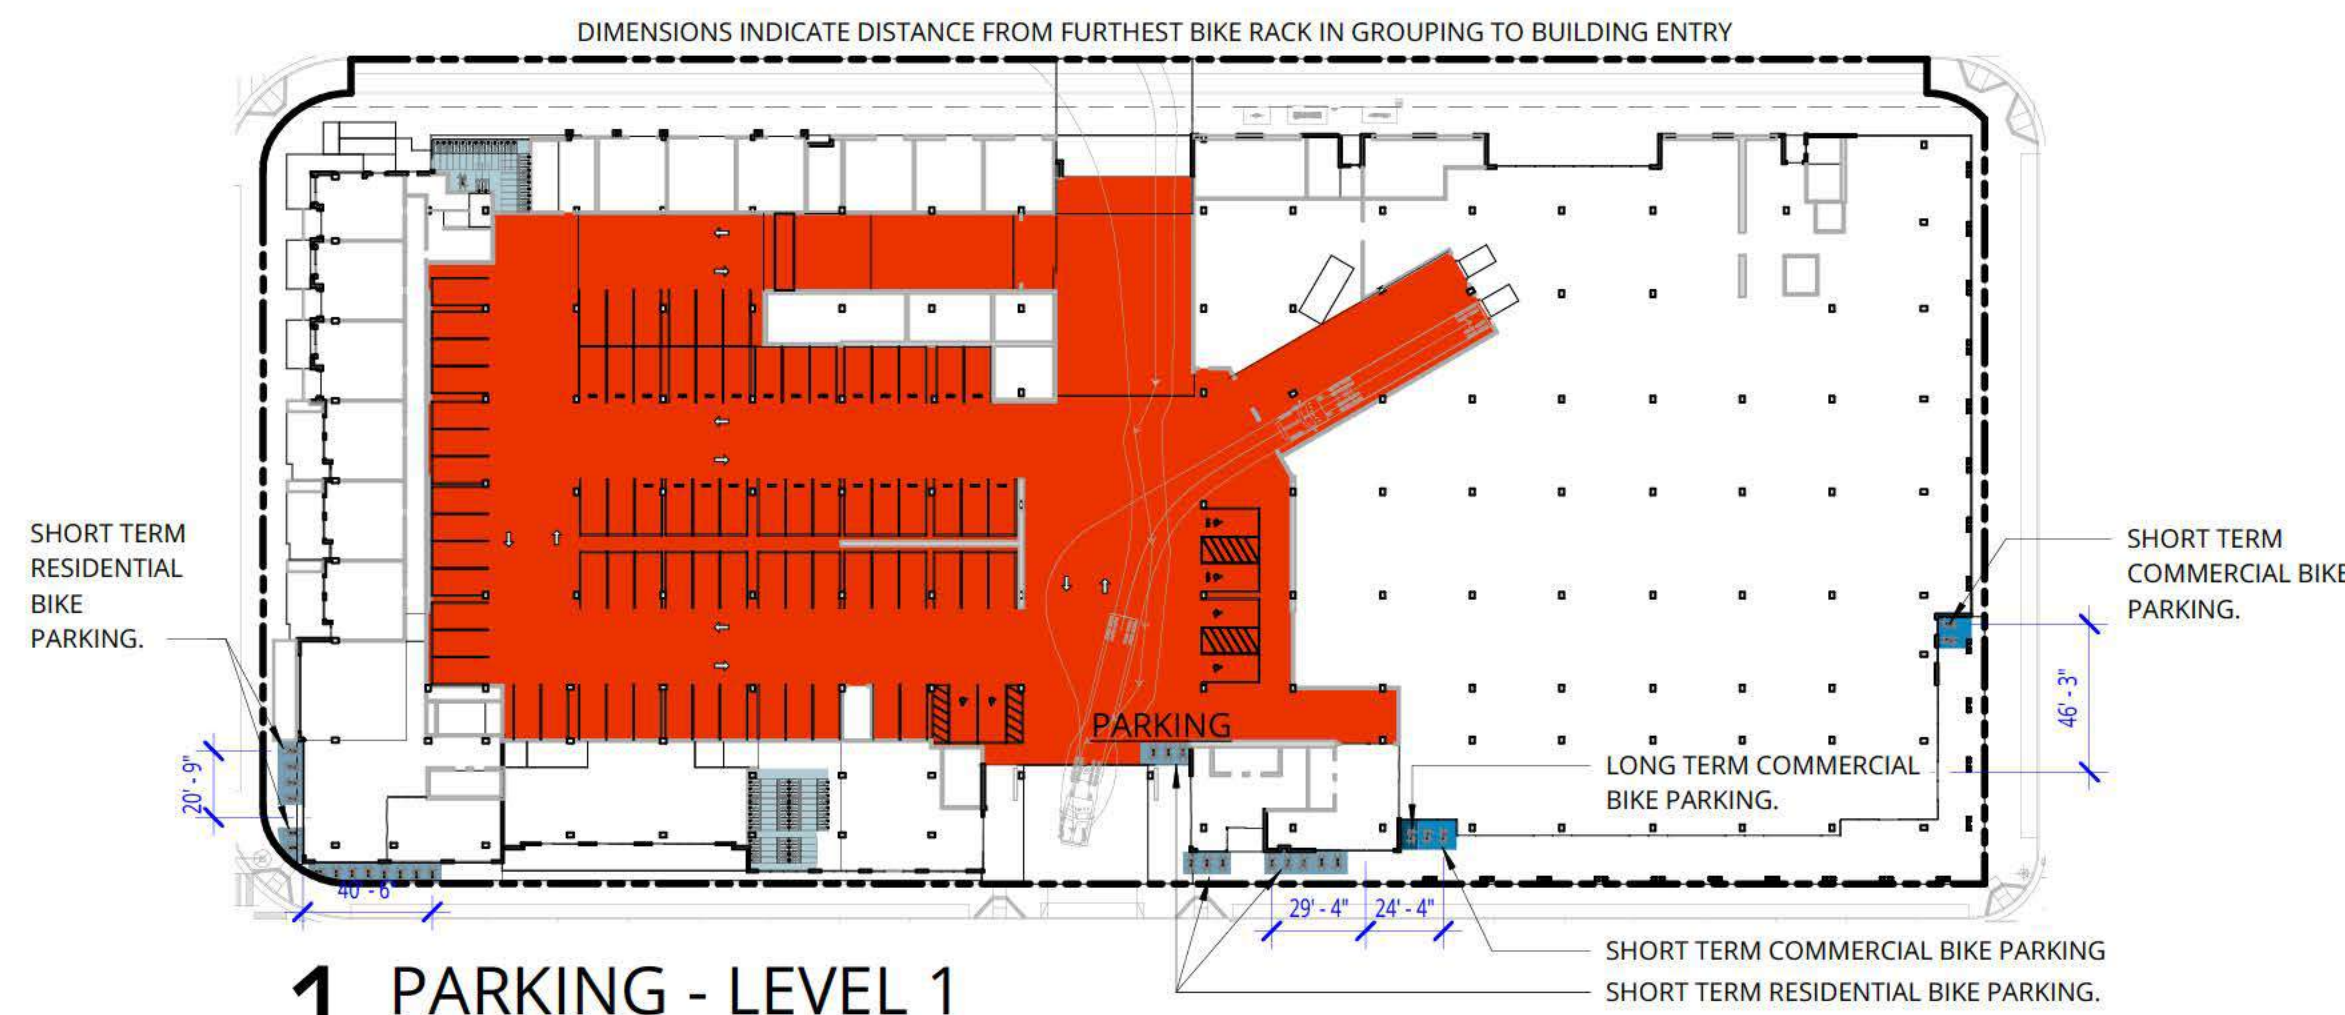 DIMENSIONS INDICATE DISTANCE FROM FURTHEST BIKE RACK IN GROUPING TO BUILDING ENTRY
SHORT TERM
RESIDENTIAL
BIKE
PARKING.
SHORT TERM
COMMERCIAL BIKE
PARKING.
46' - 3"
PARKING
LONG TERM COMMERCIAL
BIKE PARKING.
20' - 9"
40' - 6"
29' - 4"
24' - 4"
SHORT TERM COMMERCIAL BIKE PARKING
SHORT TERM RESIDENTIAL BIKE PARKING.
1 PARKING - LEVEL 1